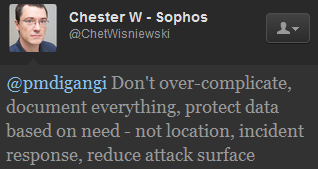 Chester W - Sophos
@ChetWisniewski
@pmdigangi Don't over-complicate,
document everything, protect data
based on need - not location, incident
response, reduce attack surface